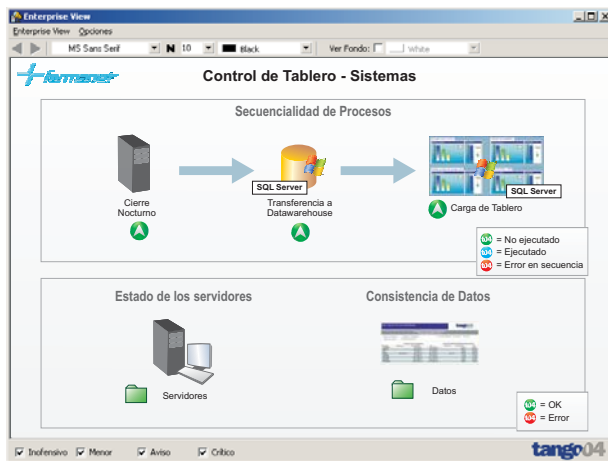 Enterprise View
Enterprise View Opciones
MS Sans Serif N 10 Black Ver Fondo: White
Control de Tablero - Sistemas
Secuencialidad de Procesos
SQL Server
SQL Server
Cierre
Nocturno
Transferencia a
Datawarehouse
Carga de Tablero
= No ejecutado
= Ejecutado
= Error en secuencia
Estado de los servidores
Consistencia de Datos
Servidores
Datos
= OK
= Error
Inofensivo Menor Aviso Crítico
tango04